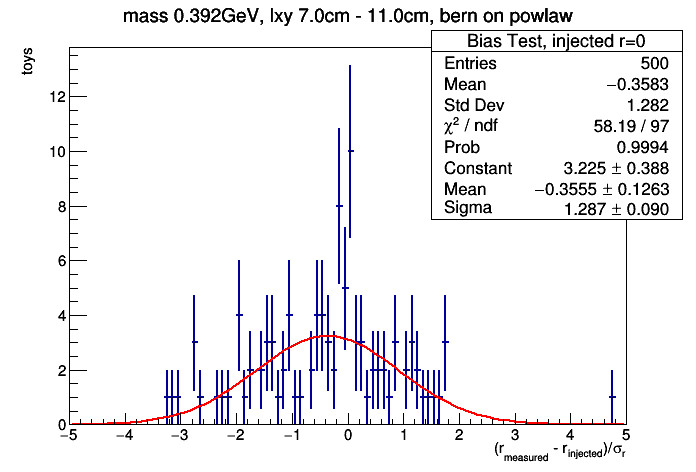 mass 0.392GeV, lxy 7.0cm - 11.0cm, bern on powlaw
toys
Bias Test, injected r=0
Entries 500
Mean −0.3583
Std Dev 1.282
χ² / ndf 58.19 / 97
Prob 0.9994
Constant 3.225 ± 0.388
Mean −0.3555 ± 0.1263
Sigma 1.287 ± 0.090
12
10
8
6
4
2
0
−5 −4 −3 −2 −1 0 1 2 3 4 5
(r_measured - r_injected)/σ_r